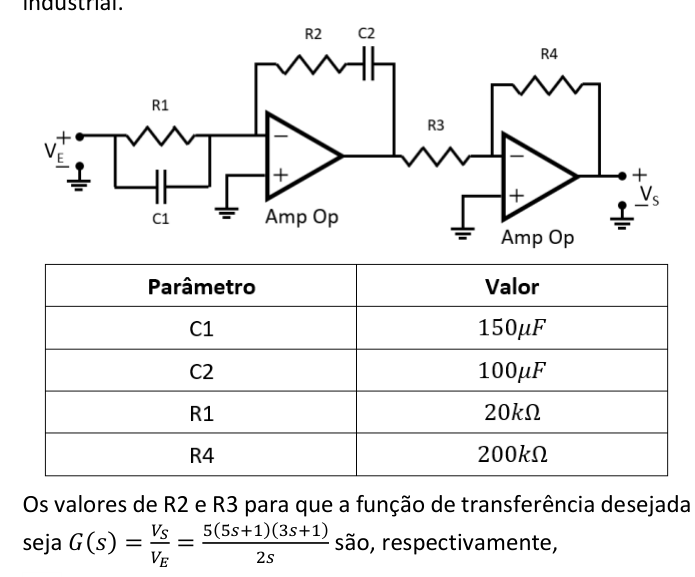 industrial.
R2 C2
R4
R1
R3
+
V_E
−
−
+
−
+
+
V_S
−
C1
Amp Op
Amp Op
Parâmetro Valor
C1 150μF
C2 100μF
R1 20kΩ
R4 200kΩ
Os valores de R2 e R3 para que a função de transferência desejada
seja G(s) = V_S/V_E = 5(5s+1)(3s+1)/2s são, respectivamente,